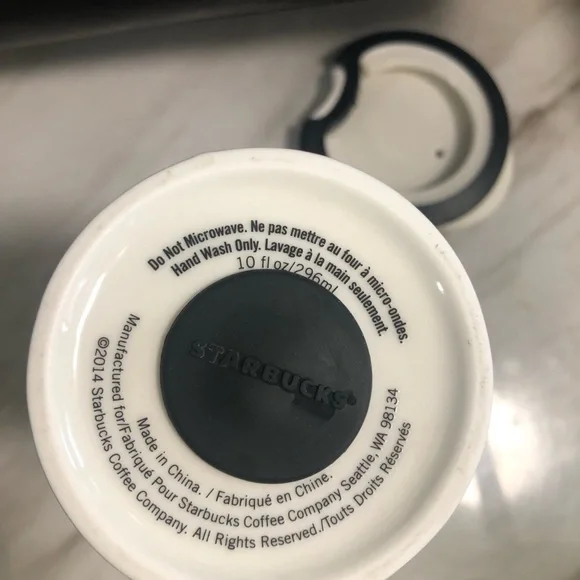 Do Not Microwave. Ne pas mettre au four à micro-ondes.
Hand Wash Only. Lavage à la main seulement.
10 fl oz/296ml
STARBUCKS®
Made in China. / Fabriqué en Chine.
Manufactured for/Fabriqué Pour Starbucks Coffee Company Seattle, WA 98134
©2014 Starbucks Coffee Company. All Rights Reserved./Touts Droits Réservés